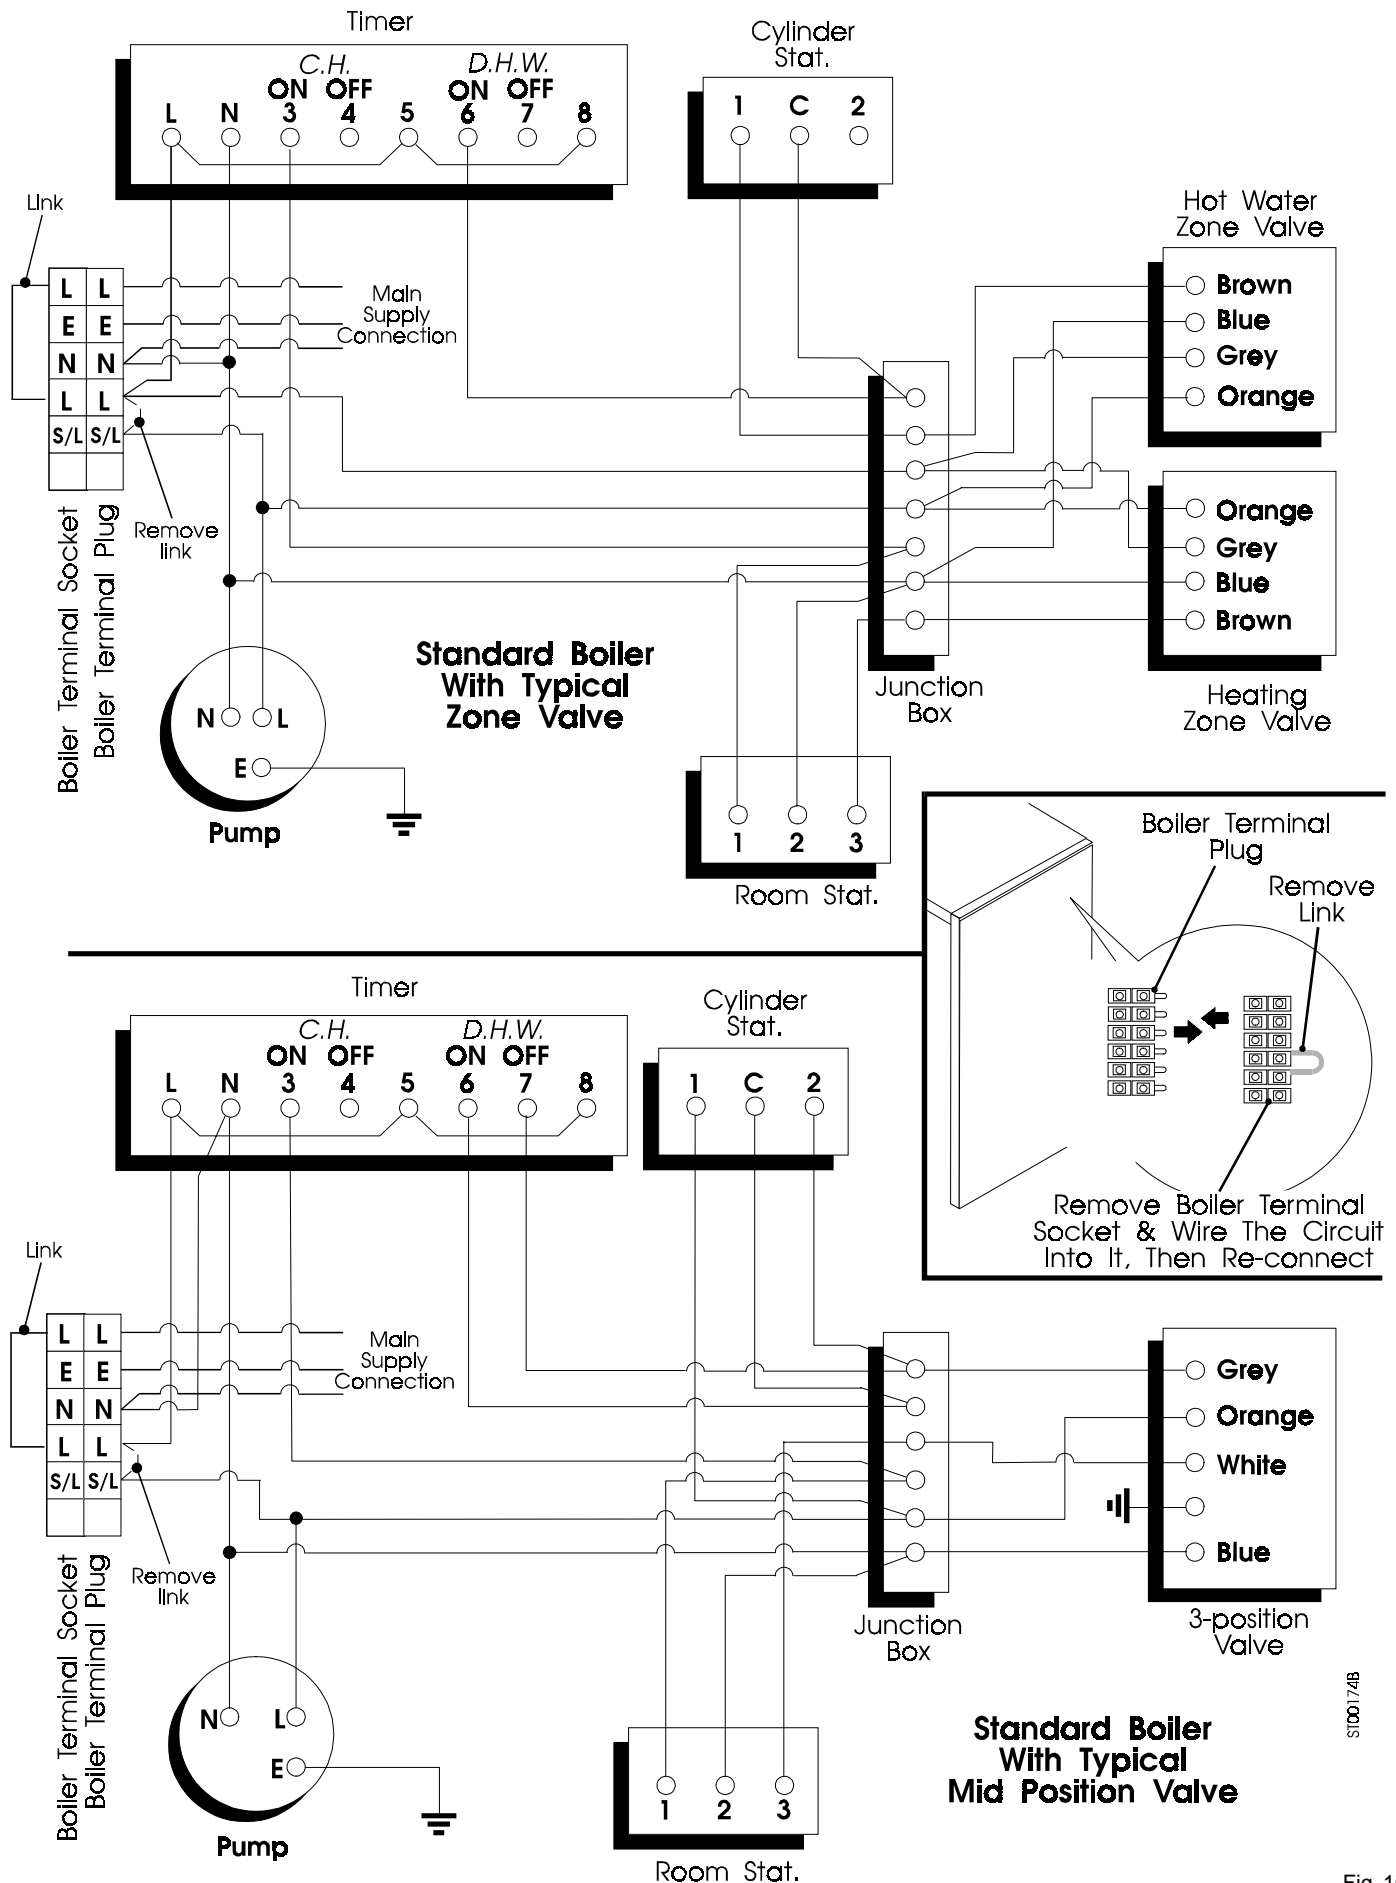 Timer
C.H.
D.H.W.
ON OFF
ON OFF
L N 3 4 5 6 7 8
Cylinder
Stat.
1 C 2
Link
L L
E E
N N
L L
S/L S/L
Main
Supply
Connection
Remove
link
Boiler Terminal Socket
Boiler Terminal Plug
Hot Water
Zone Valve
Brown
Blue
Grey
Orange
Orange
Grey
Blue
Brown
Heating
Zone Valve
Junction
Box
Standard Boiler
With Typical
Zone Valve
N L
E
Pump
1 2 3
Room Stat.
Boiler Terminal
Plug
Remove
Link
Remove Boiler Terminal
Socket & Wire The Circuit
Into It, Then Re-connect
Timer
C.H.
D.H.W.
ON OFF
ON OFF
L N 3 4 5 6 7 8
Cylinder
Stat.
1 C 2
Link
L L
E E
N N
L L
S/L S/L
Main
Supply
Connection
Remove
link
Boiler Terminal Socket
Boiler Terminal Plug
Grey
Orange
White
Blue
3-position
Valve
Junction
Box
N L
E
Pump
1 2 3
Room Stat.
Standard Boiler
With Typical
Mid Position Valve
ST00174B